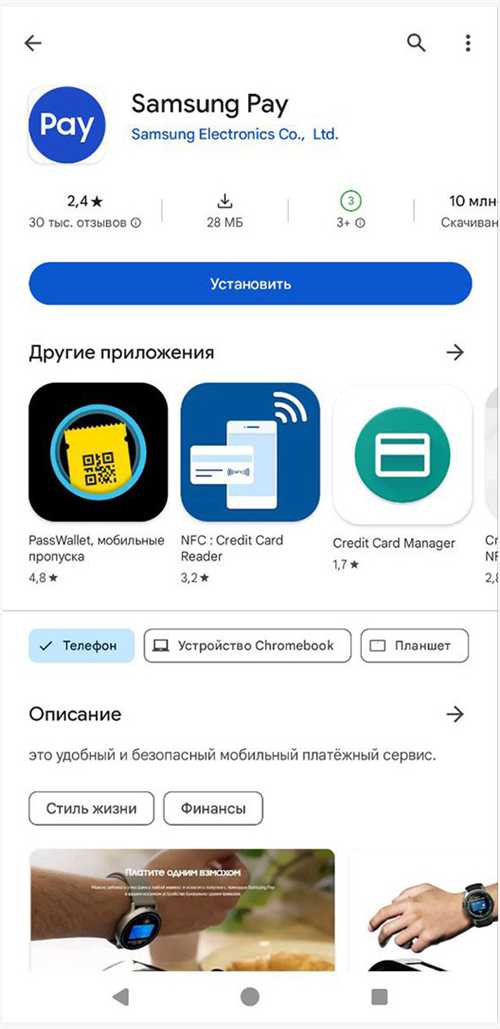 Pay
Samsung Pay
Samsung Electronics Co., Ltd.
2,4★
30 тыс. отзывов
28 МБ
3
3+
10 млн
Скачиван
Установить
Другие приложения
PassWallet, мобильные
пропуска
4,8★
NFC : Credit Card
Reader
3,2★
Credit Card Manager
1,7★
Cr
NF
2,8
Телефон
Устройство Chromebook
Планшет
Описание
это удобный и безопасный мобильный платёжный сервис.
Стиль жизни
Финансы
Платите одним взмахом